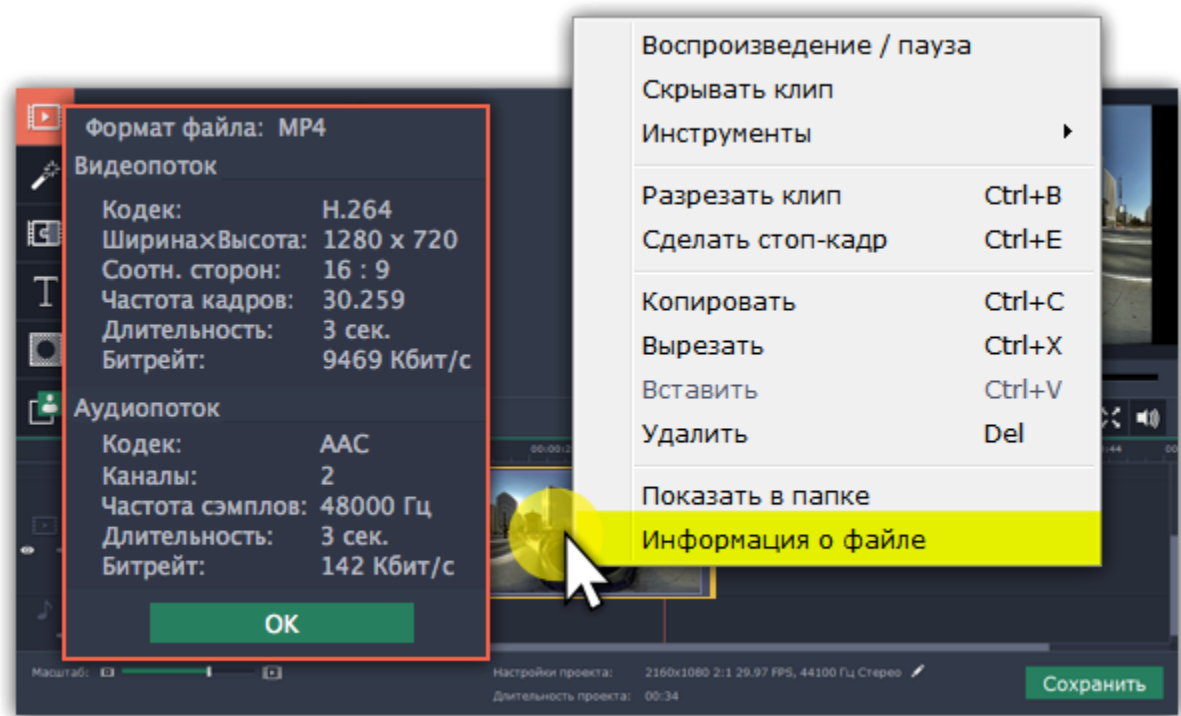 Формат файла: MP4
Видеопоток
Кодек: H.264
Ширина×Высота: 1280 x 720
Соотн. сторон: 16 : 9
Частота кадров: 30.259
Длительность: 3 сек.
Битрейт: 9469 Кбит/с
Аудиопоток
Кодек: AAC
Каналы: 2
Частота сэмплов: 48000 Гц
Длительность: 3 сек.
Битрейт: 142 Кбит/с
OK
Воспроизведение / пауза
Скрывать клип
Инструменты
Разрезать клип Ctrl+B
Сделать стоп-кадр Ctrl+E
Копировать Ctrl+C
Вырезать Ctrl+X
Вставить Ctrl+V
Удалить Del
Показать в папке
Информация о файле
Масштаб:
Настройки проекта: 2160x1080 2:1 29.97 FPS, 44100 Гц Стерео
Длительность проекта: 00:34
Сохранить